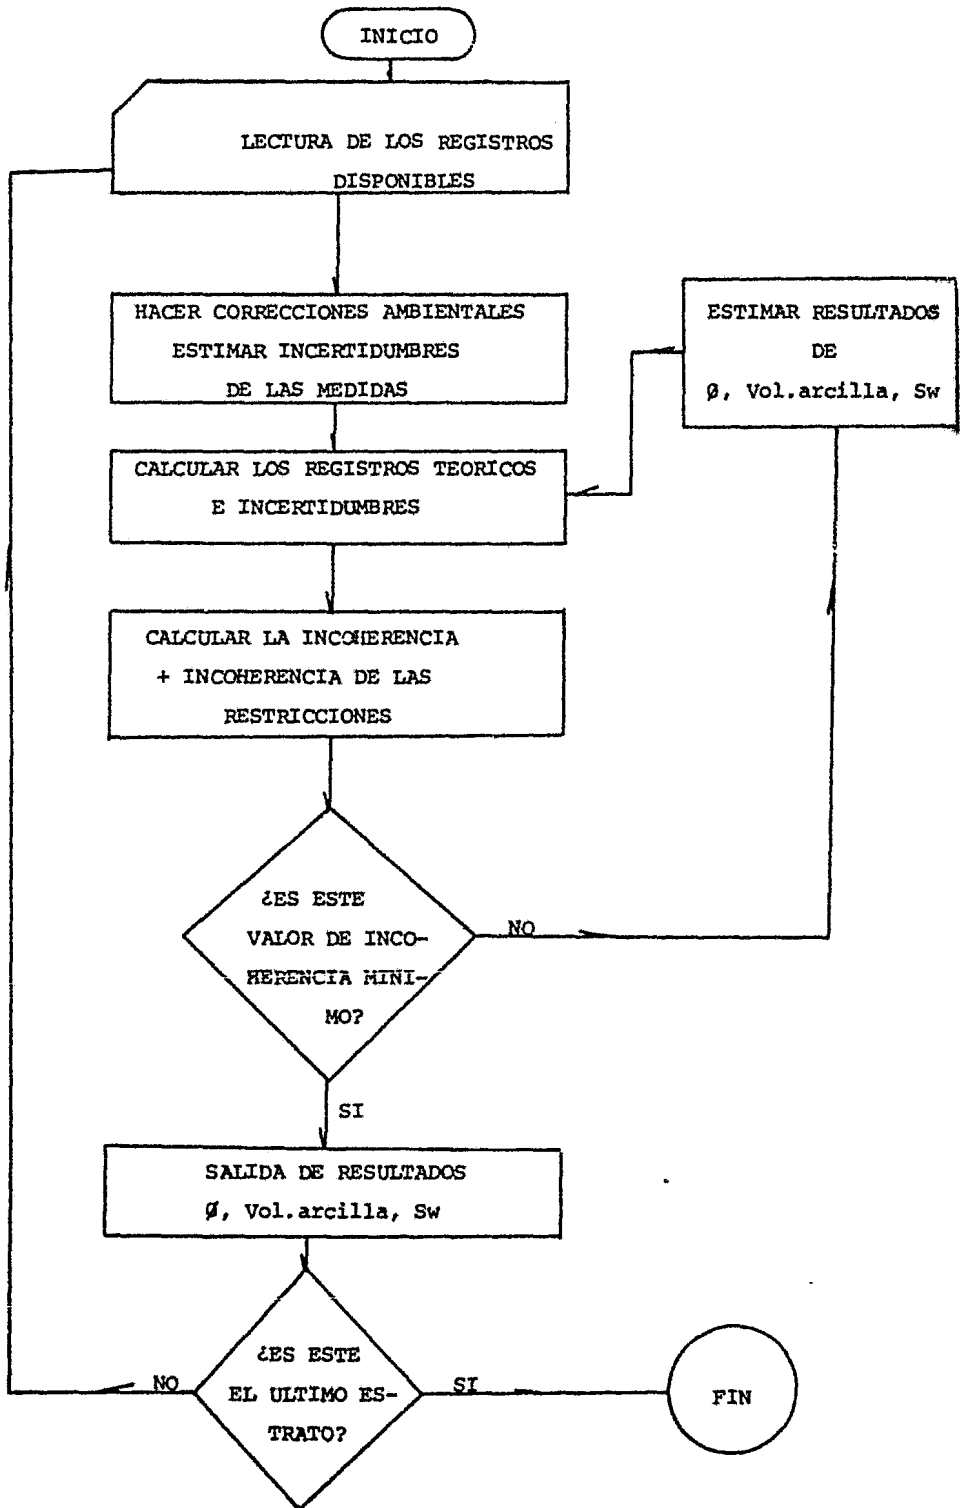 INICIO
LECTURA DE LOS REGISTROS
DISPONIBLES
HACER CORRECCIONES AMBIENTALES
ESTIMAR INCERTIDUMBRES
DE LAS MEDIDAS
ESTIMAR RESULTADOS
DE
Ø, Vol.arcilla, Sw
CALCULAR LOS REGISTROS TEORICOS
E INCERTIDUMBRES
CALCULAR LA INCOHERENCIA
+ INCOHERENCIA DE LAS
RESTRICCIONES
¿ES ESTE
VALOR DE INCO-
HERENCIA MINI-
MO?
NO
SI
SALIDA DE RESULTADOS
Ø, Vol.arcilla, Sw
¿ES ESTE
EL ULTIMO ES-
TRATO?
NO
SI
FIN